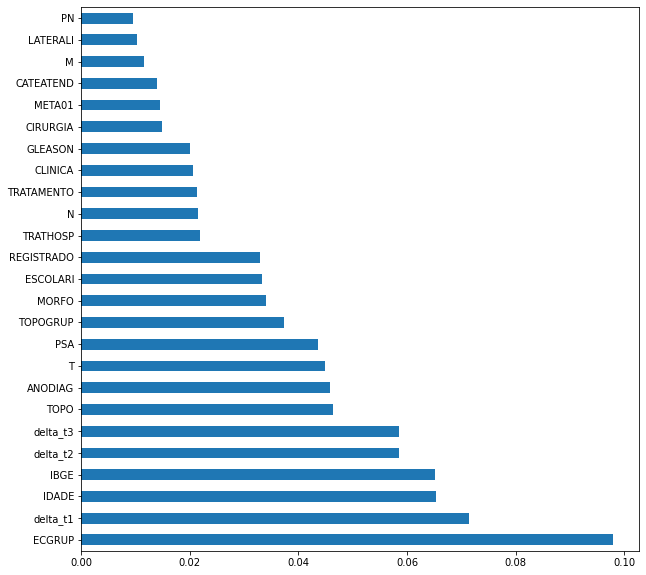 PN
LATERALI
M
CATEATEND
META01
CIRURGIA
GLEASON
CLINICA
TRATAMENTO
N
TRATHOSP
REGISTRADO
ESCOLARI
MORFO
TOPOGRUP
PSA
T
ANODIAG
TOPO
delta_t3
delta_t2
IBGE
IDADE
delta_t1
ECGRUP
0.00 0.02 0.04 0.06 0.08 0.10